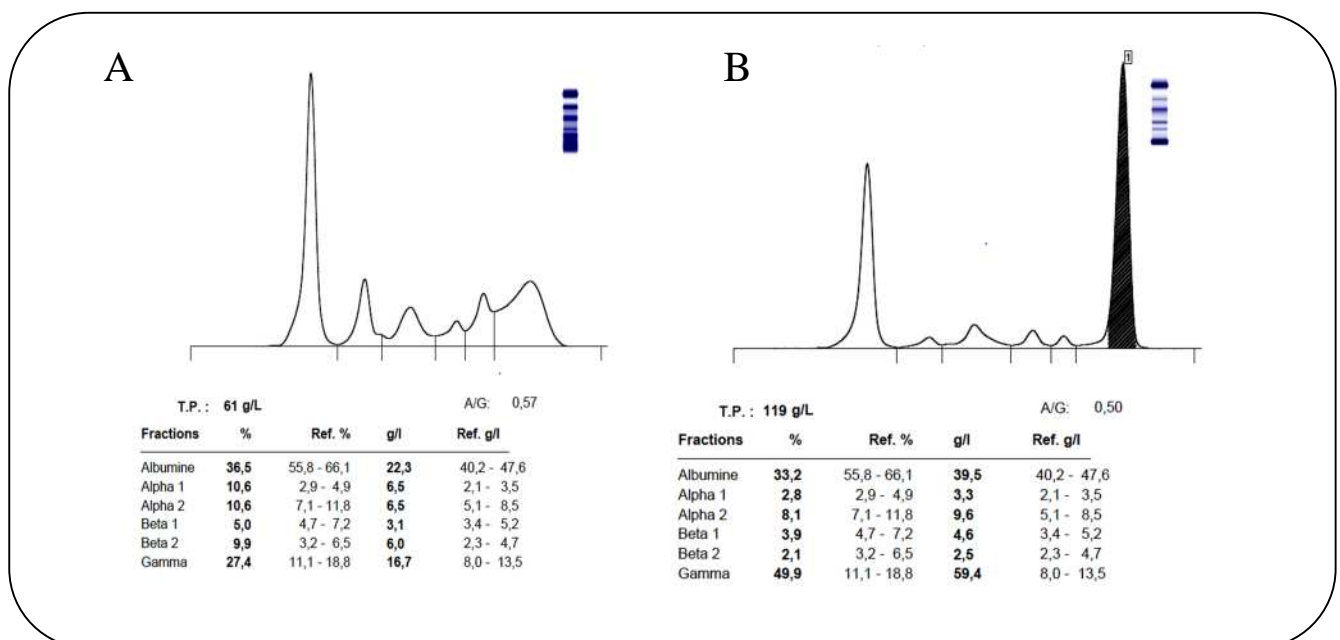 A
T.P. : 61 g/L A/G: 0,57
Fractions % Ref. % g/l Ref. g/l
Albumine 36,5 55,8 - 66,1 22,3 40,2 - 47,6
Alpha 1 10,6 2,9 - 4,9 6,5 2,1 - 3,5
Alpha 2 10,6 7,1 - 11,8 6,5 5,1 - 8,5
Beta 1 5,0 4,7 - 7,2 3,1 3,4 - 5,2
Beta 2 9,9 3,2 - 6,5 6,0 2,3 - 4,7
Gamma 27,4 11,1 - 18,8 16,7 8,0 - 13,5
B
1
T.P. : 119 g/L A/G: 0,50
Fractions % Ref. % g/l Ref. g/l
Albumine 33,2 55,8 - 66,1 39,5 40,2 - 47,6
Alpha 1 2,8 2,9 - 4,9 3,3 2,1 - 3,5
Alpha 2 8,1 7,1 - 11,8 9,6 5,1 - 8,5
Beta 1 3,9 4,7 - 7,2 4,6 3,4 - 5,2
Beta 2 2,1 3,2 - 6,5 2,5 2,3 - 4,7
Gamma 49,9 11,1 - 18,8 59,4 8,0 - 13,5